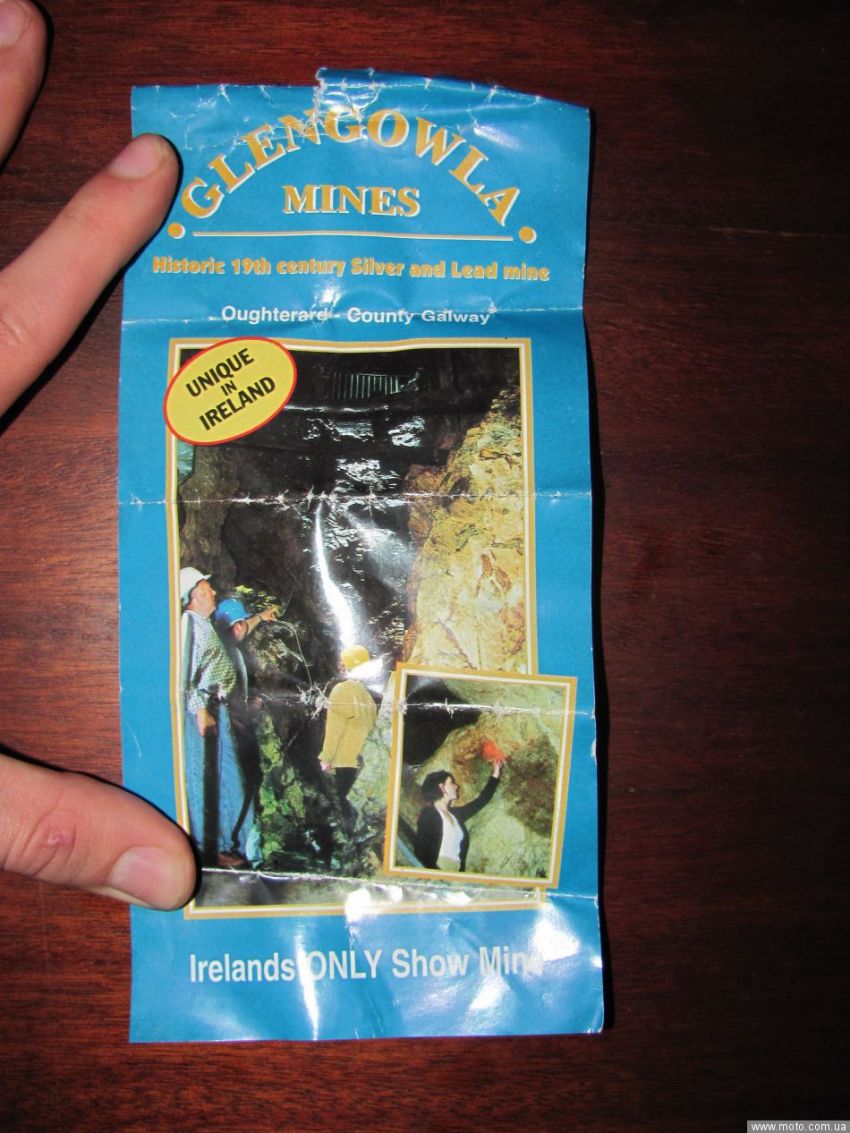 GLENGOWLA
MINES
Historic 19th century Silver and Lead mine
Oughterard - County Galway
UNIQUE
IN
IRELAND
Irelands ONLY Show Mine
www.moto.com.ua